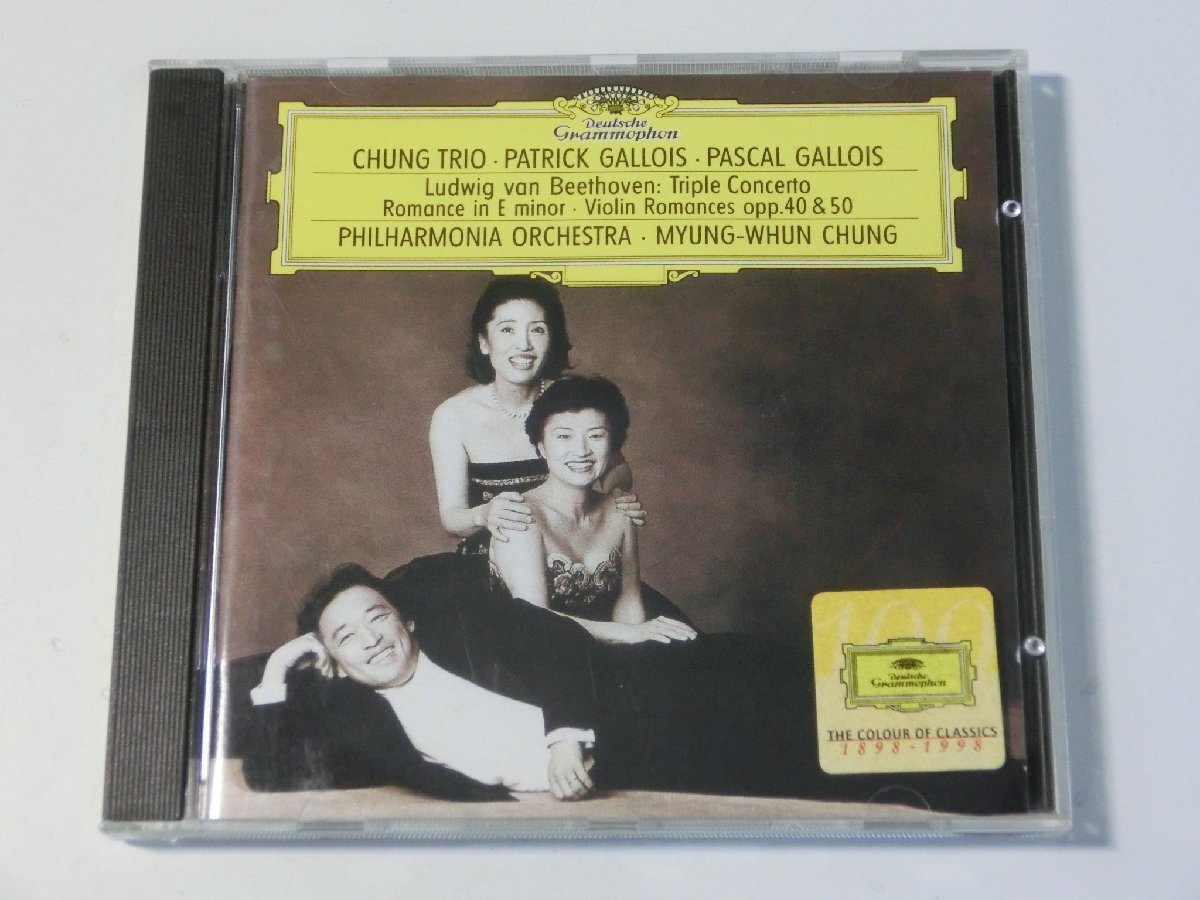 Deutsche
Grammophon
CHUNG TRIO · PATRICK GALLOIS · PASCAL GALLOIS
Ludwig van Beethoven: Triple Concerto
Romance in E minor · Violin Romances opp. 40 & 50
PHILHARMONIA ORCHESTRA · MYUNG-WHUN CHUNG
100
Deutsche
Grammophon
THE COLOUR OF CLASSICS
1898-1998